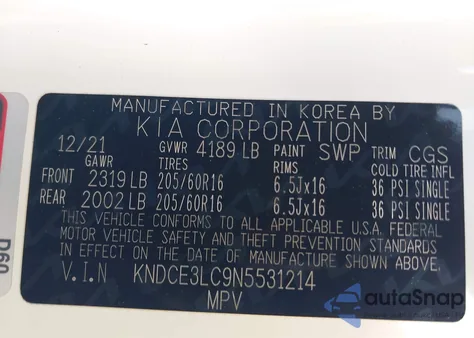 MANUFACTURED IN KOREA BY
KIA CORPORATION
12/21 GVWR 4189 LB PAINT SWP TRIM CGS
GAWR TIRES RIMS COLD TIRE INFL
FRONT 2319 LB 205/60R16 6.5Jx16 36 PSI SINGLE
REAR 2002 LB 205/60R16 6.5Jx16 36 PSI SINGLE
THIS VEHICLE CONFORMS TO ALL APPLICABLE U.S.A. FEDERAL
MOTOR VEHICLE SAFETY AND THEFT PREVENTION STANDARDS
IN EFFECT ON THE DATE OF MANUFACTURE SHOWN ABOVE.
V.I.N KNDCE3LC9N5531214
MPV
D60
autoSnap